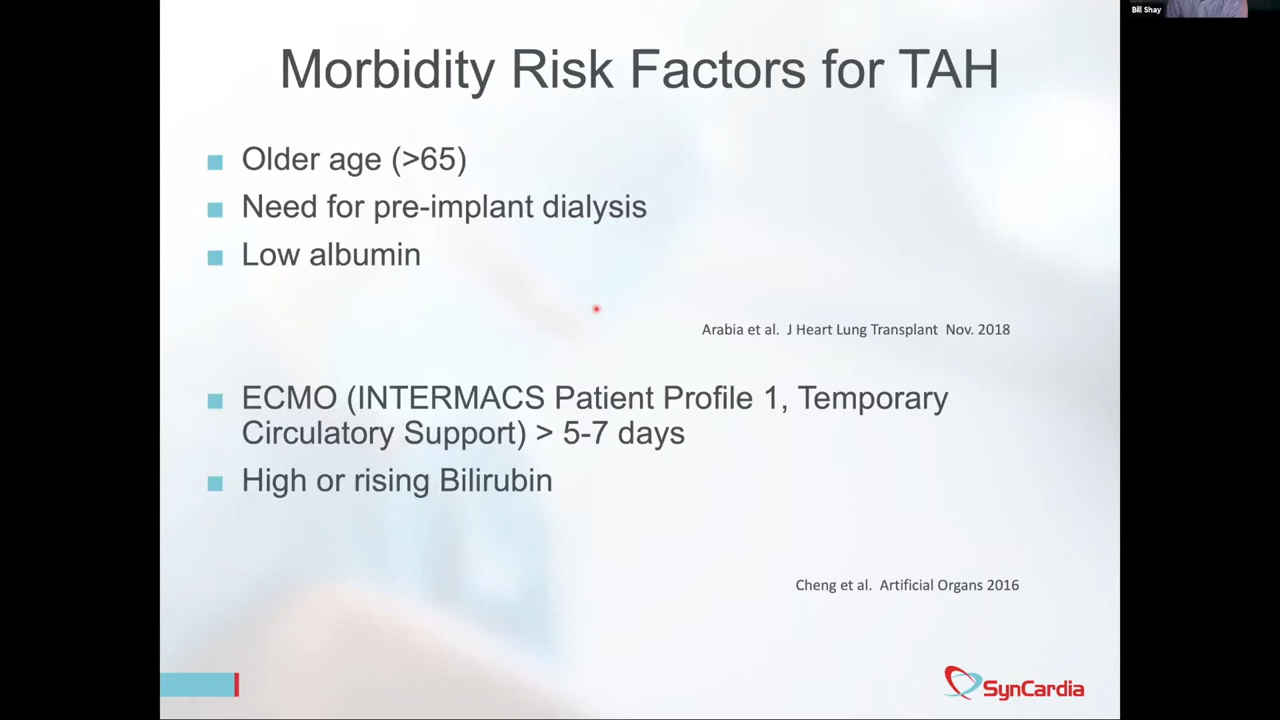 Bill Shay
Morbidity Risk Factors for TAH
Older age (>65)
Need for pre-implant dialysis
Low albumin
Arabia et al. J Heart Lung Transplant Nov. 2018
ECMO (INTERMACS Patient Profile 1, Temporary
Circulatory Support) > 5-7 days
High or rising Bilirubin
Cheng et al. Artificial Organs 2016
SynCardia